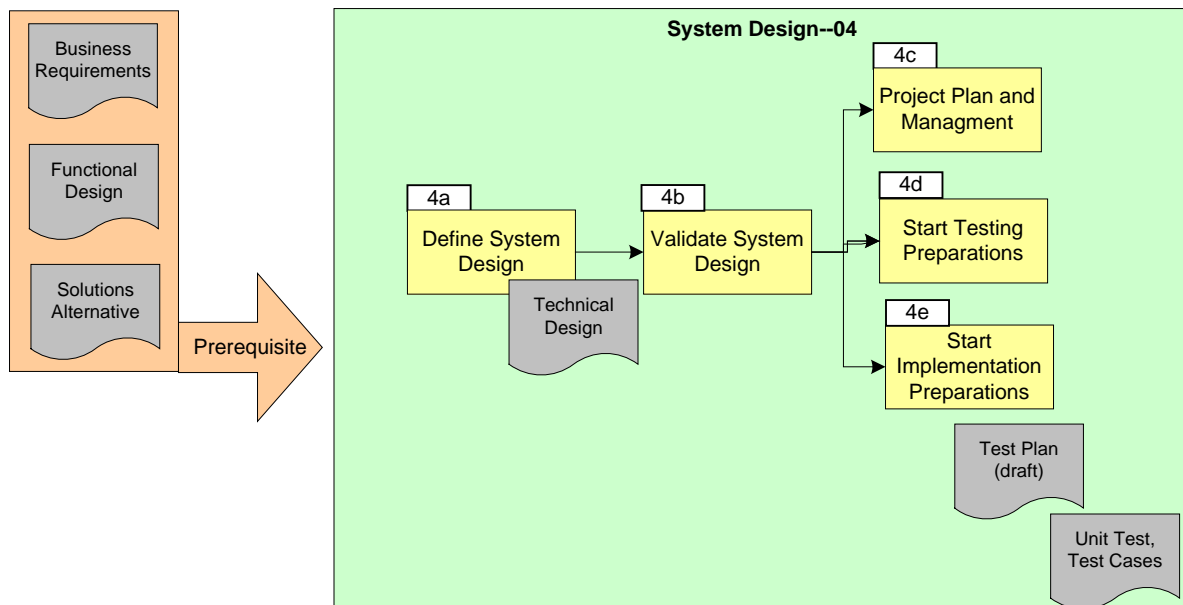 Business
Requirements
Functional
Design
Solutions
Alternative
Prerequisite
System Design--04
4a
Define System
Design
Technical
Design
4b
Validate System
Design
4c
Project Plan and
Managment
4d
Start Testing
Preparations
4e
Start
Implementation
Preparations
Test Plan
(draft)
Unit Test,
Test Cases